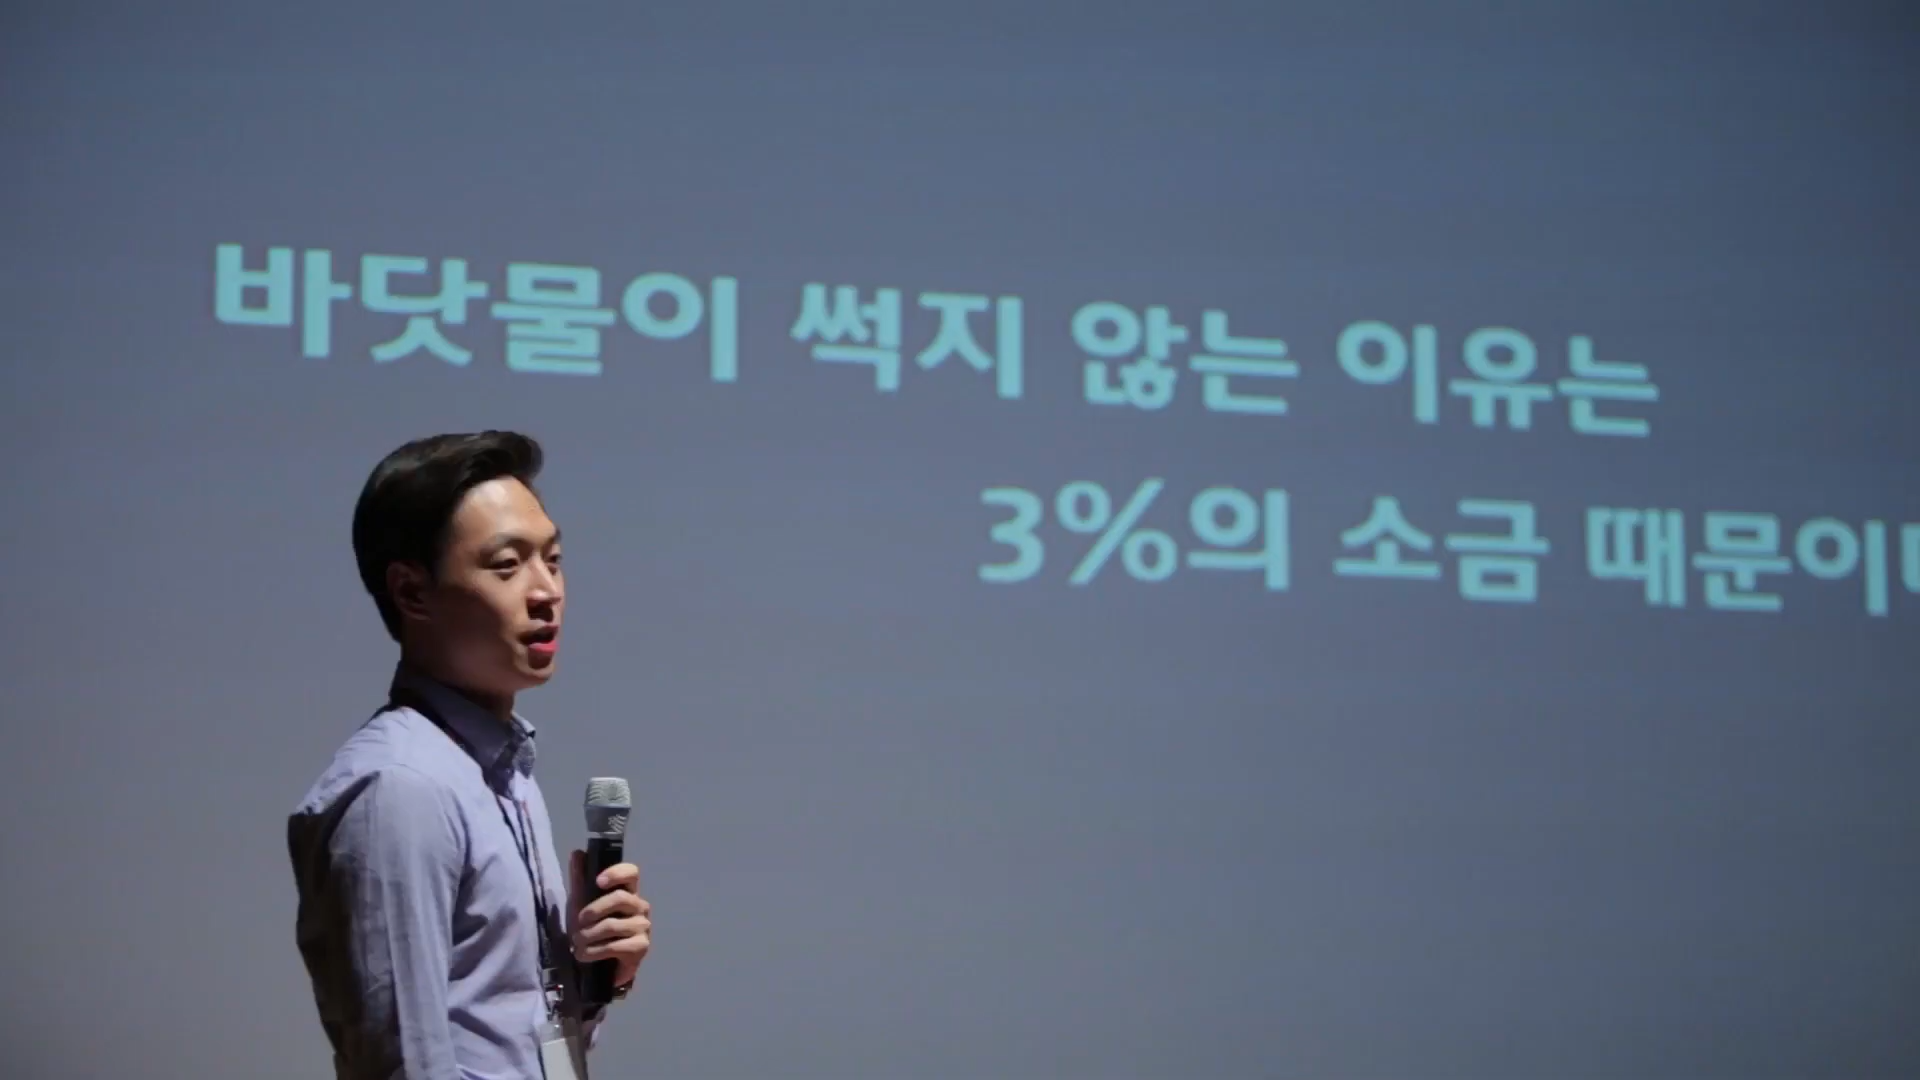 바닷물이 썩지 않는 이유는
3%의 소금 때문이